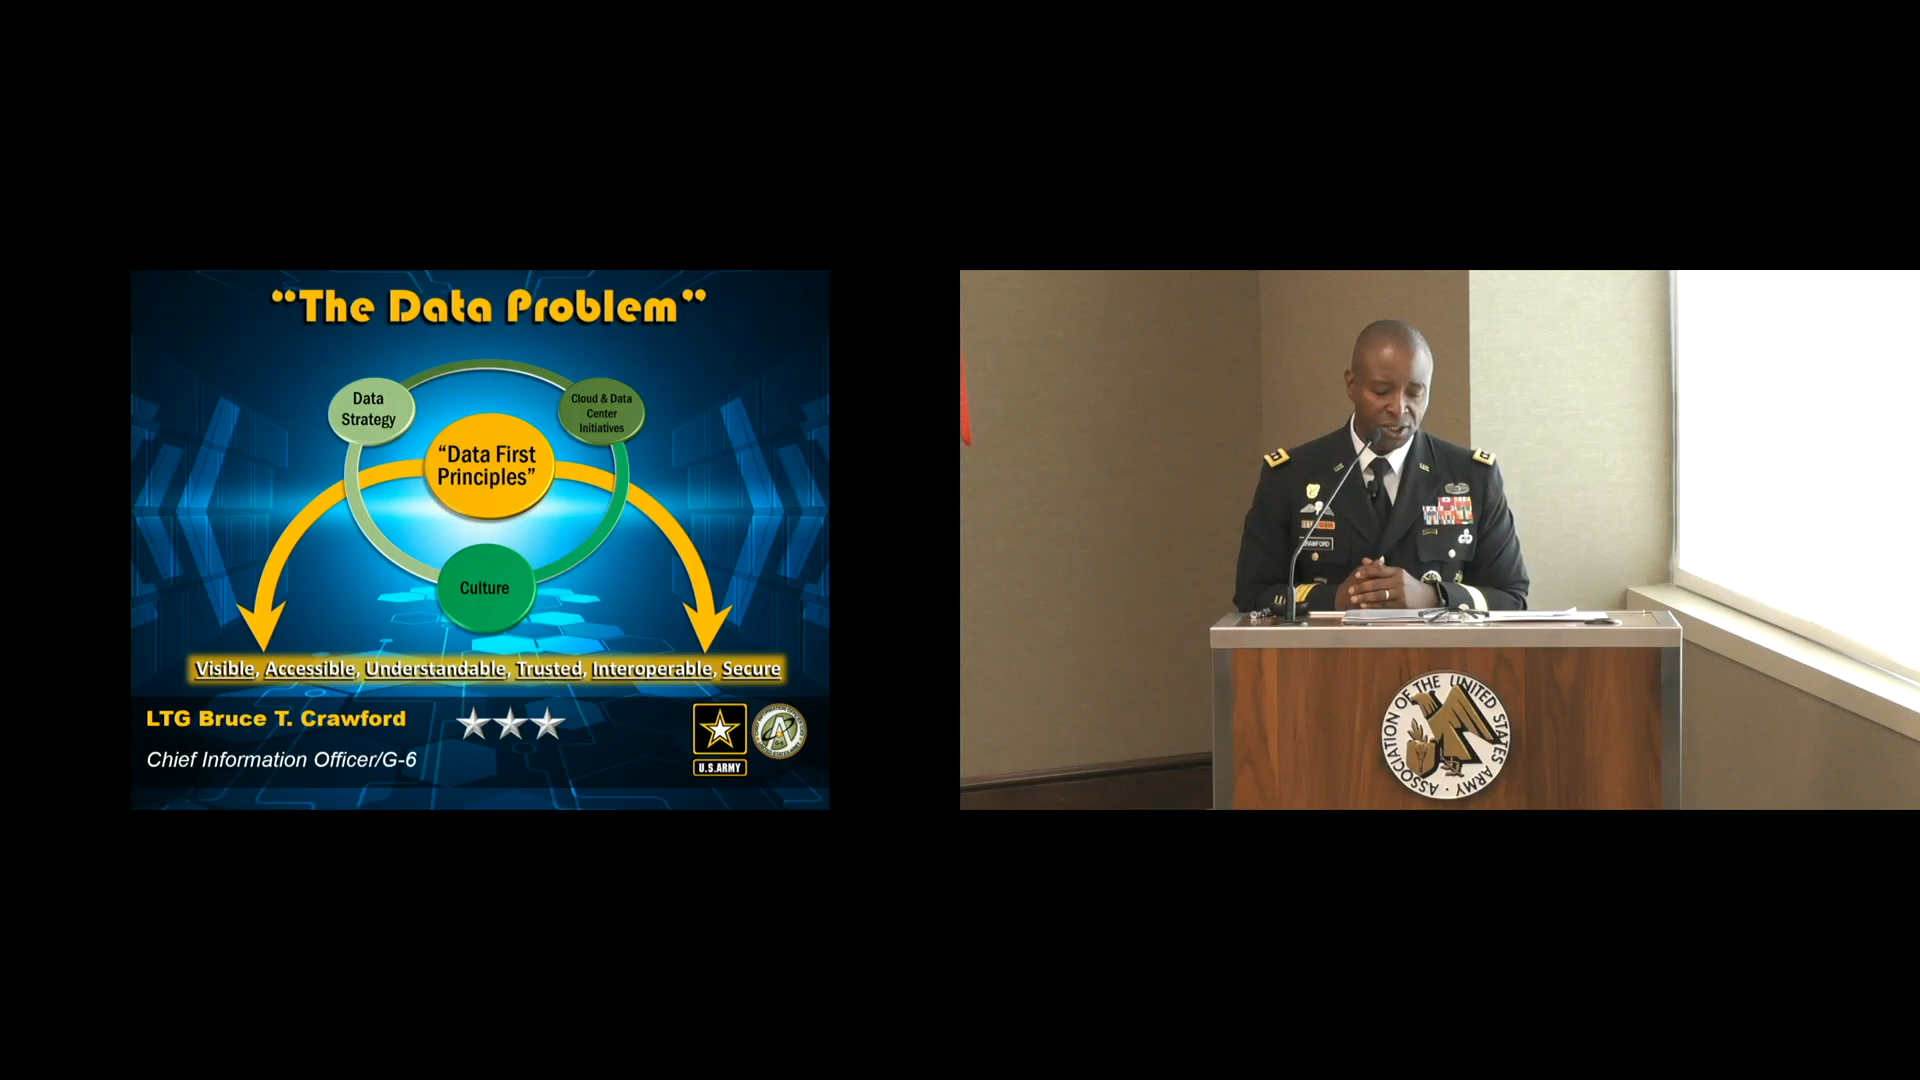 “The Data Problem”
Data
Strategy
Cloud & Data
Center
Initiatives
“Data First
Principles”
Culture
Visible, Accessible, Understandable, Trusted, Interoperable, Secure
LTG Bruce T. Crawford
Chief Information Officer/G-6
U.S.ARMY
CRAWFORD
ASSOCIATION OF THE UNITED STATES ARMY